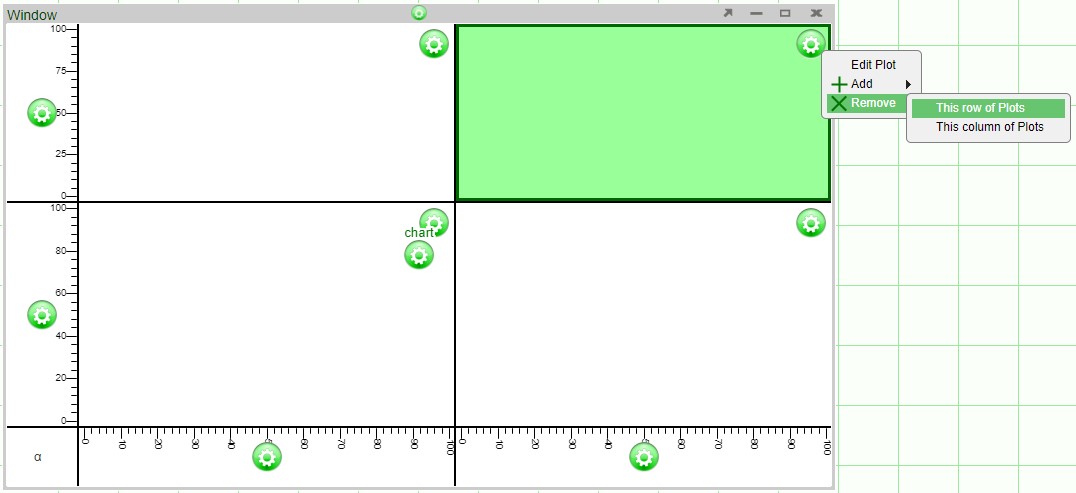 Window
100
75
50
25
0
Edit Plot
Add
Remove
This row of Plots
This column of Plots
100
80
60
40
20
0
chart
0 10 20 30 40 50 60 70 80 90 100 0 10 20 30 40 50 60 70 80 90 100
α